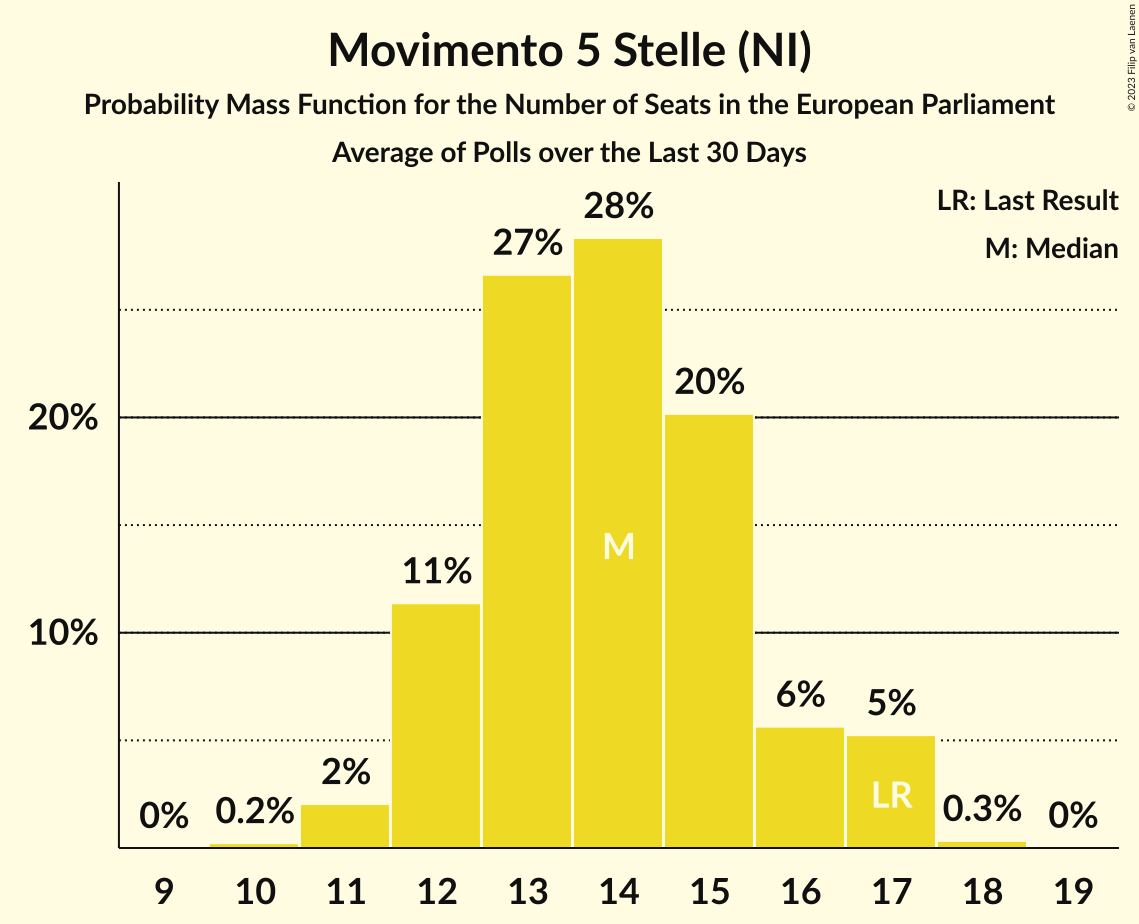 Movimento 5 Stelle (NI)
Probability Mass Function for the Number of Seats in the European Parliament
Average of Polls over the Last 30 Days
© 2023 Filip van Laenen
LR: Last Result
M: Median
28%
27%
20%
20%
M
11%
10%
6%
5%
2%
LR
0%
0.2%
0.3%
0%
9 10 11 12 13 14 15 16 17 18 19